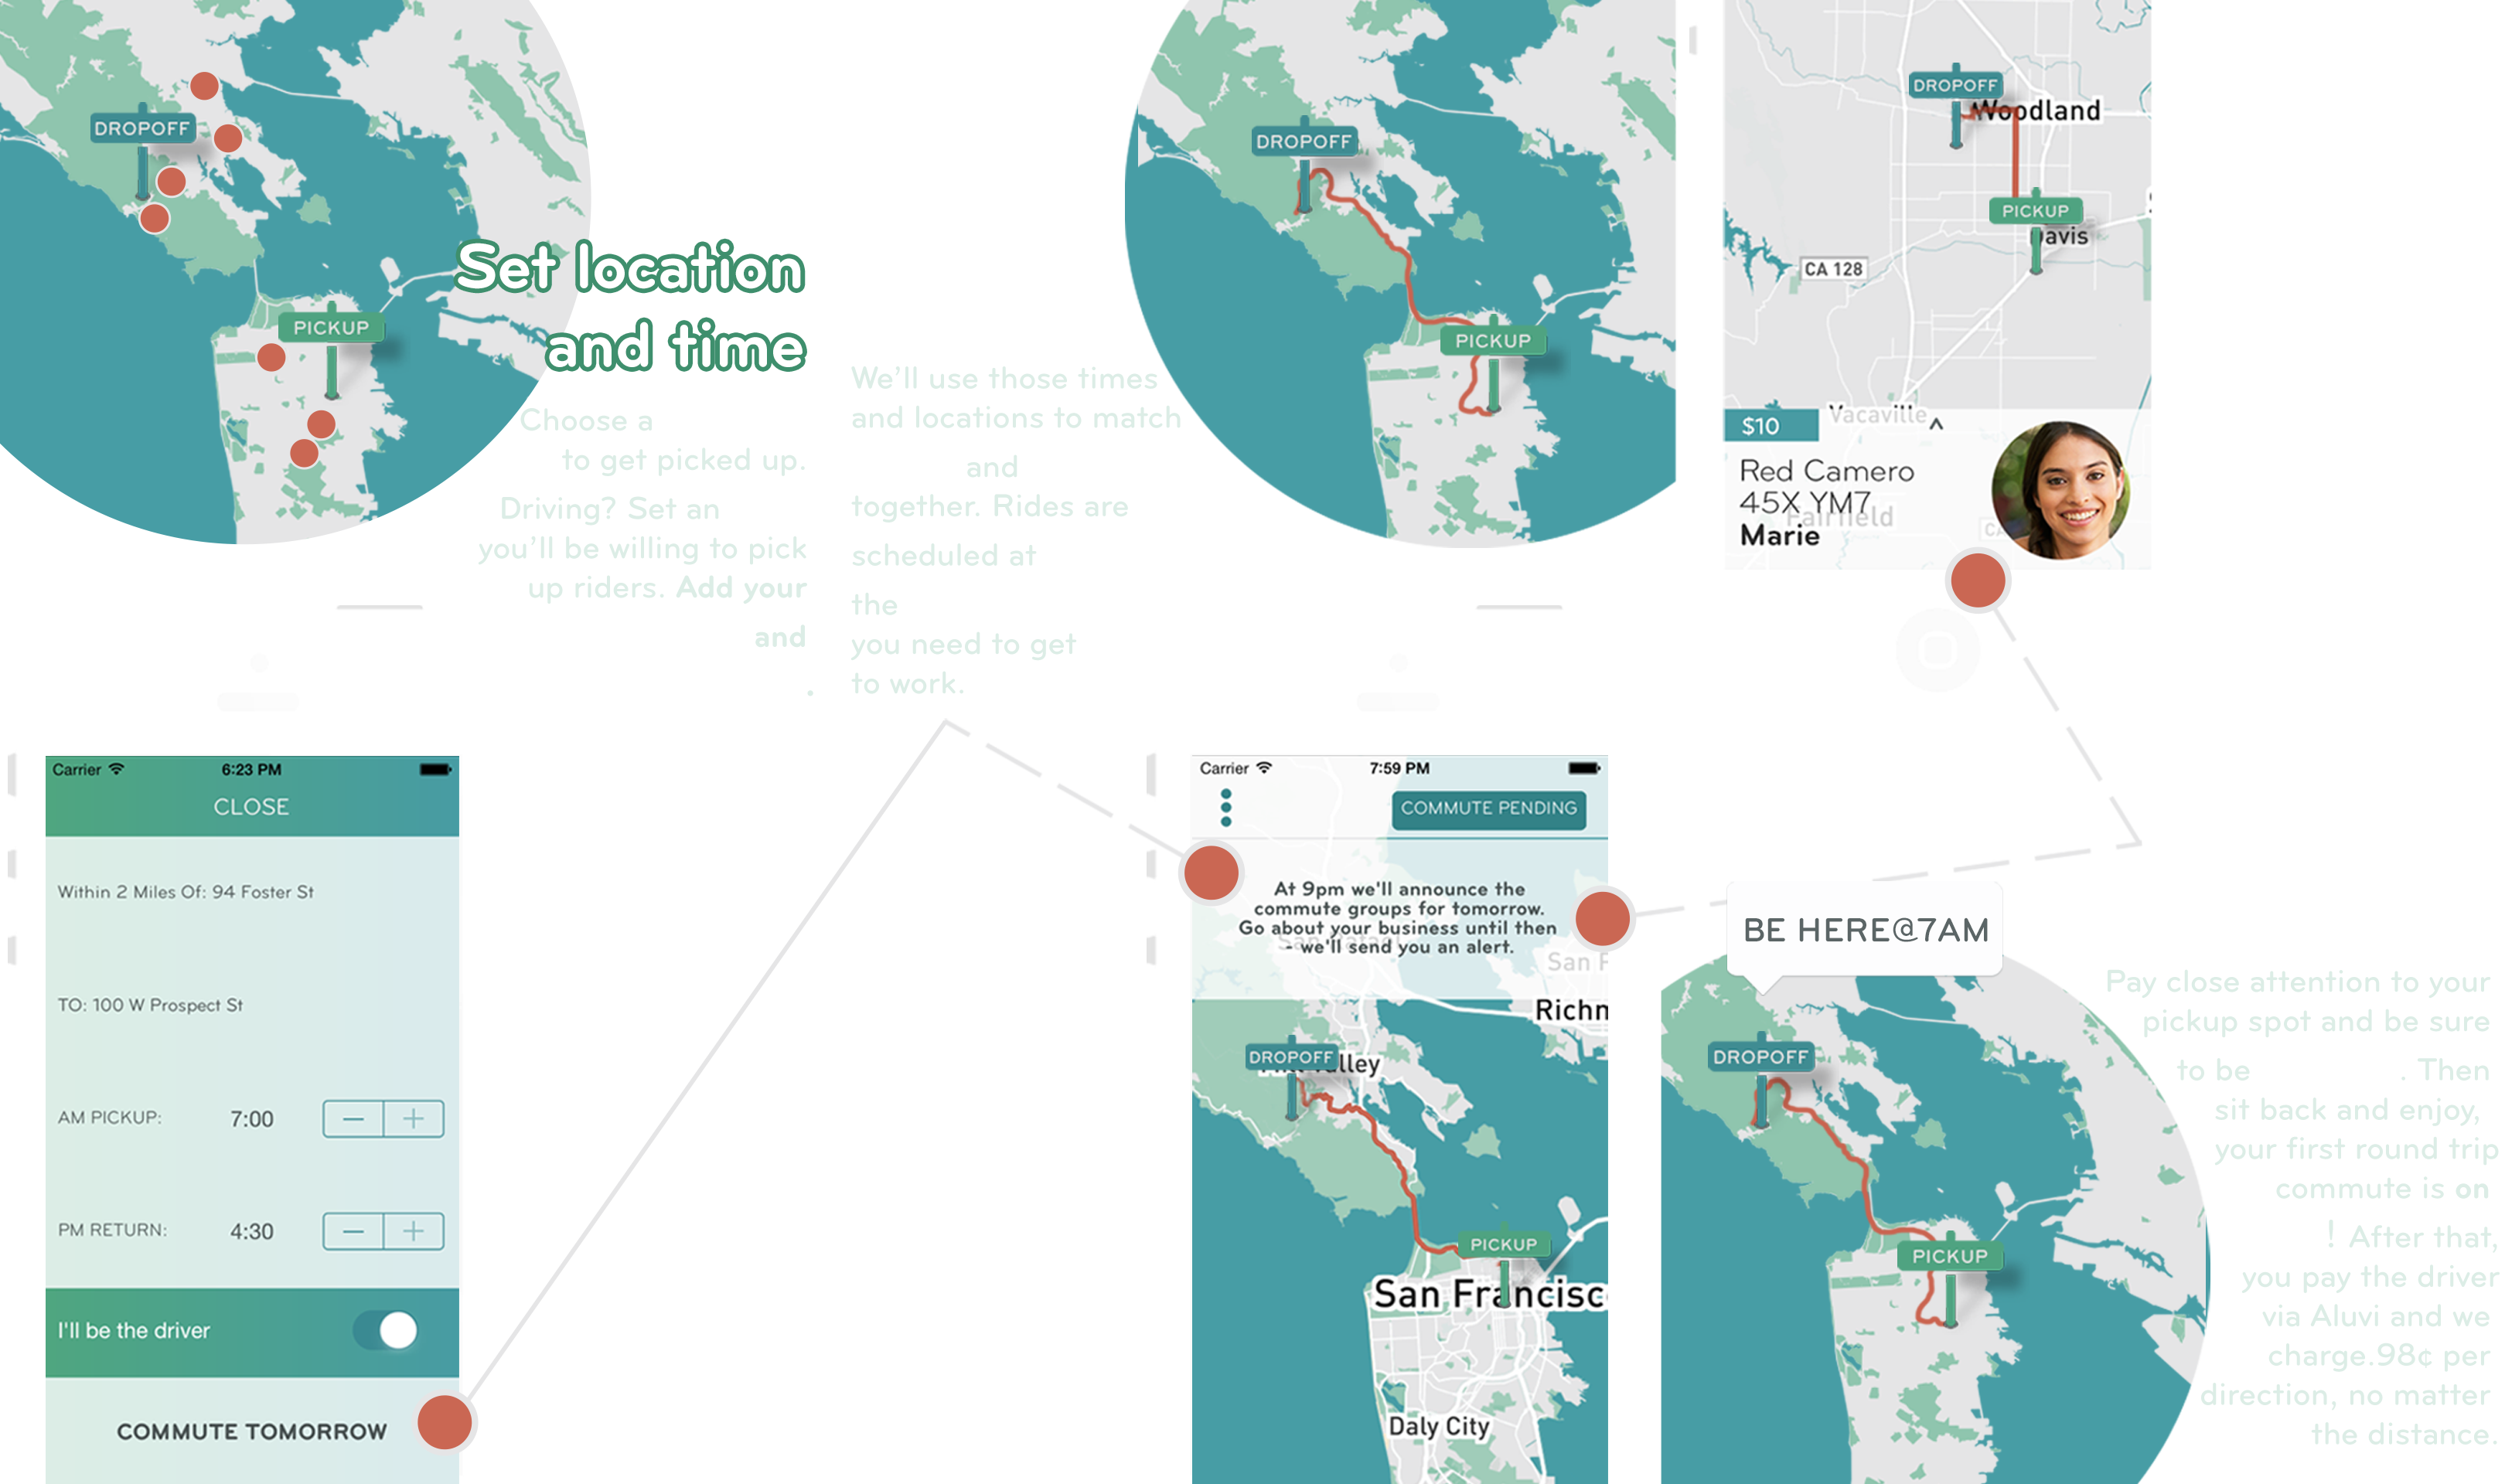 DROPOFF
PICKUP
Set location
and time
Choose a
to get picked up.
Driving? Set an
you'll be willing to pick
up riders. Add your
and
.
We'll use those times
and locations to match
and
together. Rides are
scheduled at
the
you need to get
to work.
DROPOFF
PICKUP
DROPOFF
Woodland
PICKUP
Davis
CA 128
Vacaville
$10
^
Red Camero
45X YM7
Fairfield
Marie
Carrier
6:23 PM
CLOSE
Within 2 Miles Of: 94 Foster St
TO: 100 W Prospect St
AM PICKUP: 7:00 − +
PM RETURN: 4:30 − +
I'll be the driver
COMMUTE TOMORROW
Carrier
7:59 PM
COMMUTE PENDING
At 9pm we'll announce the
commute groups for tomorrow.
Go about your business until then
- we'll send you an alert.
San Rafael
San F
Richn
DROPOFF
Valley
PICKUP
San Francisc
Daly City
BE HERE@7AM
DROPOFF
PICKUP
Pay close attention to your
pickup spot and be sure
to be . Then
sit back and enjoy,
your first round trip
commute is on
! After that,
you pay the driver
via Aluvi and we
charge.98¢ per
direction, no matter
the distance.